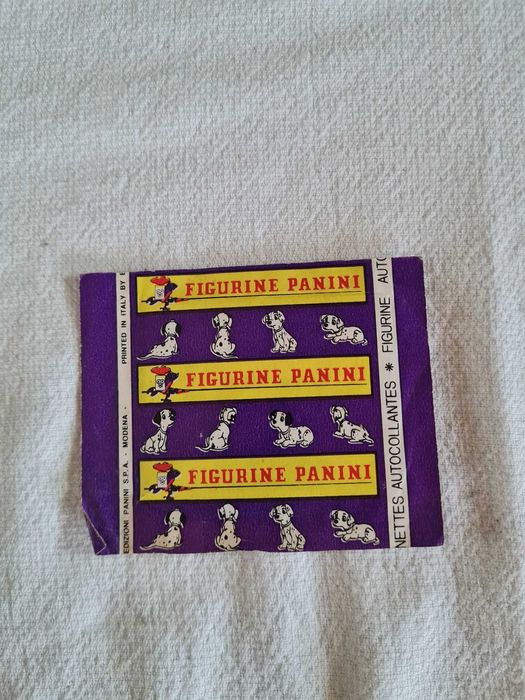 FIGURINE PANINI
FIGURINE PANINI
FIGURINE PANINI
EDIZIONI PANINI S.P.A. - MODENA - PRINTED IN ITALY BY
NETTES AUTOCOLLANTES * FIGURINE AUTO